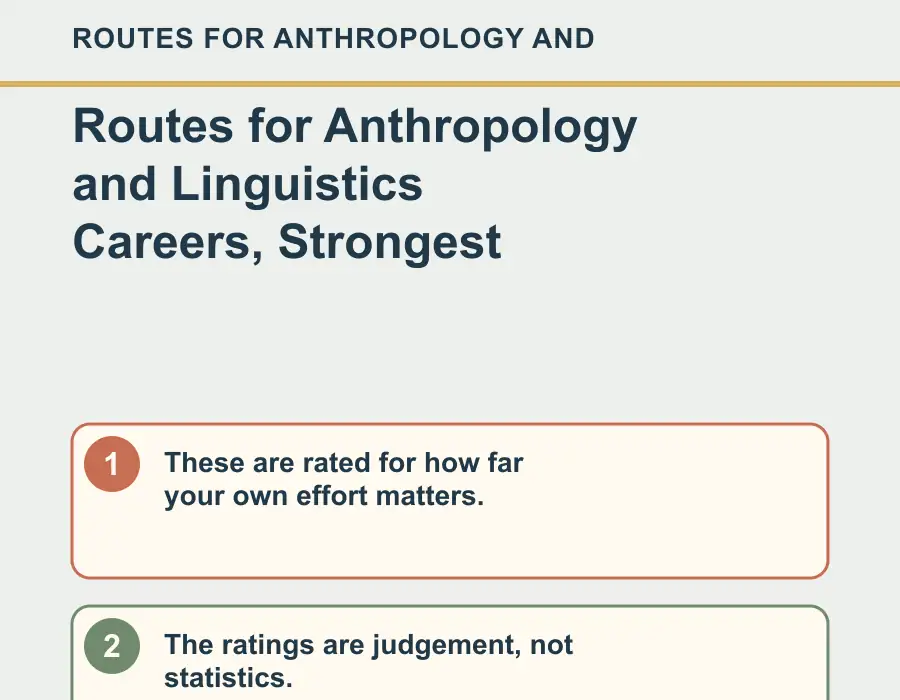 ROUTES FOR ANTHROPOLOGY AND
Routes for Anthropology
and Linguistics
Careers, Strongest
1
These are rated for how far
your own effort matters.
2
The ratings are judgement, not
statistics.